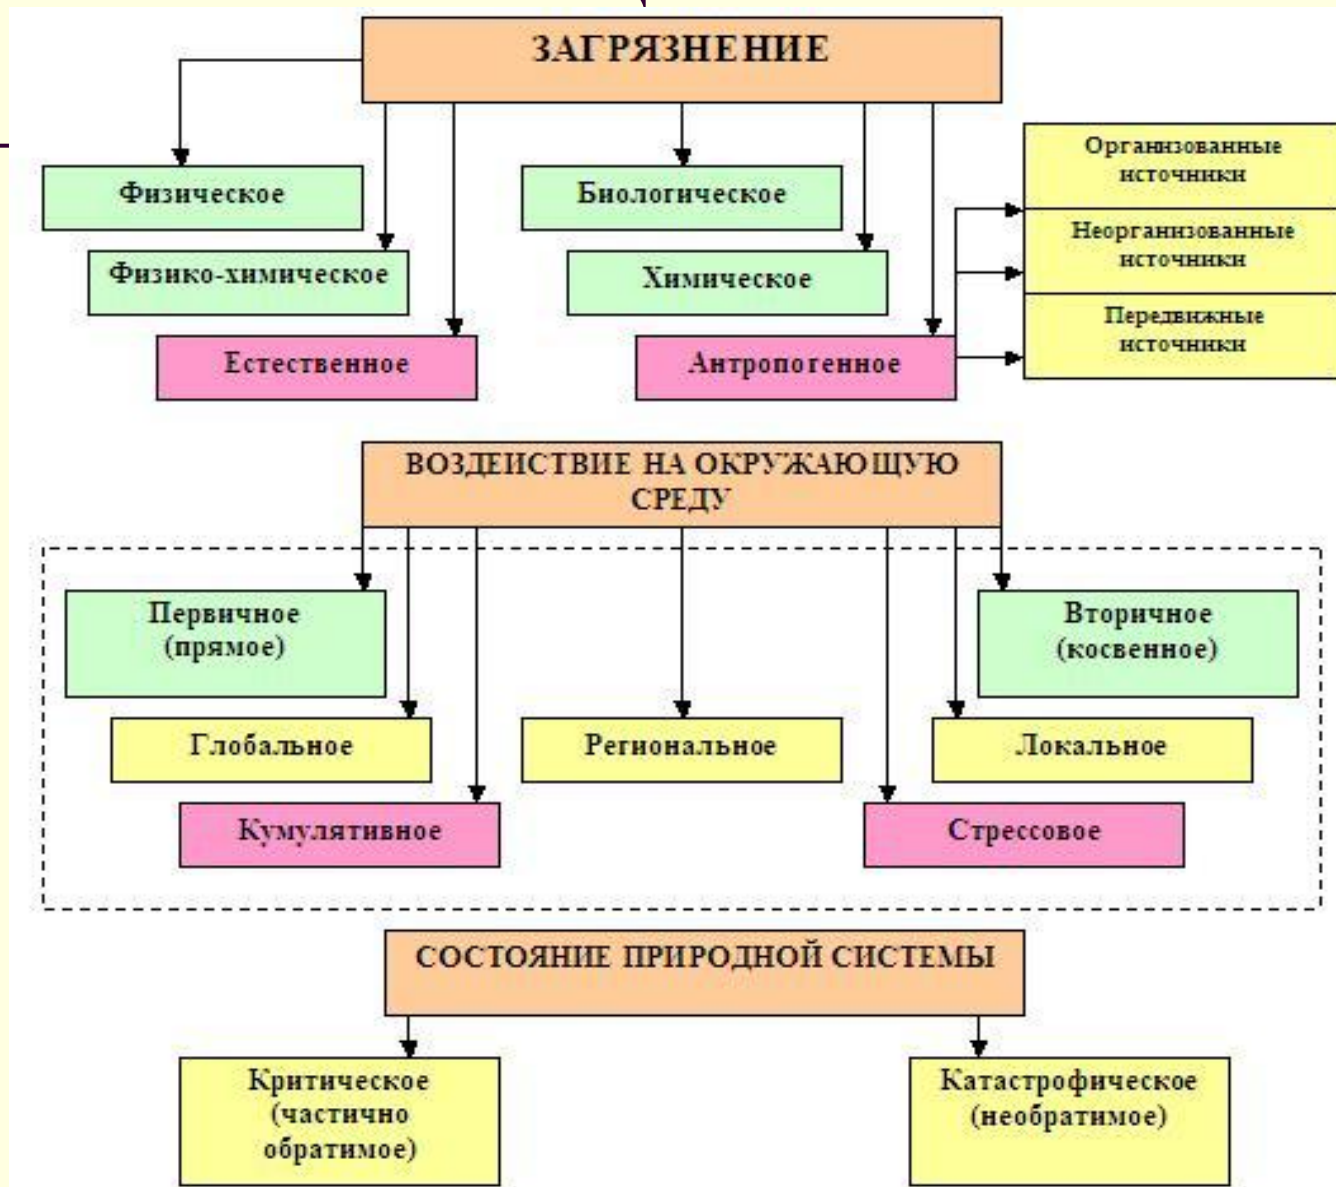 ЗАГРЯЗНЕНИЕ
Физическое
Биологическое
Организованные
источники
Физико-химическое
Химическое
Неорганизованные
источники
Естественное
Антропогенное
Передвижные
источники
ВОЗДЕИСТВИЕ НА ОКРУЖАЮЩУЮ
СРЕДУ
Первичное
(прямое)
Вторичное
(косвенное)
Глобальное
Региональное
Локальное
Кумулятивное
Стрессовое
СОСТОЯНИЕ ПРИРОДНОЙ СИСТЕМЫ
Критическое
(частично
обратимое)
Катастрофическое
(необратимое)